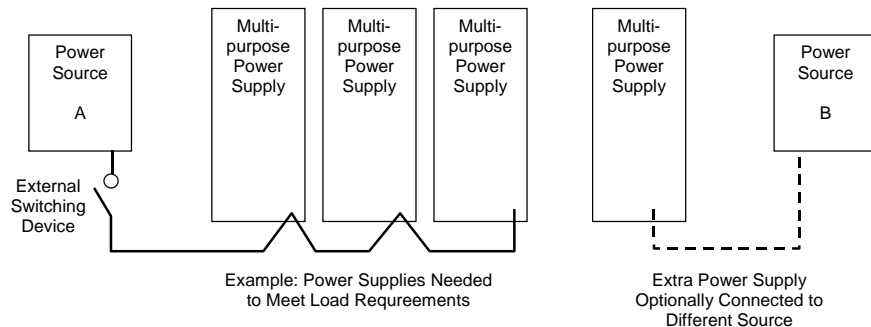 Power
Source
A
Multi-
purpose
Power
Supply
Multi-
purpose
Power
Supply
Multi-
purpose
Power
Supply
Multi-
purpose
Power
Supply
Power
Source
B
External
Switching
Device
Example: Power Supplies Needed
to Meet Load Requreements
Extra Power Supply
Optionally Connected to
Different Source